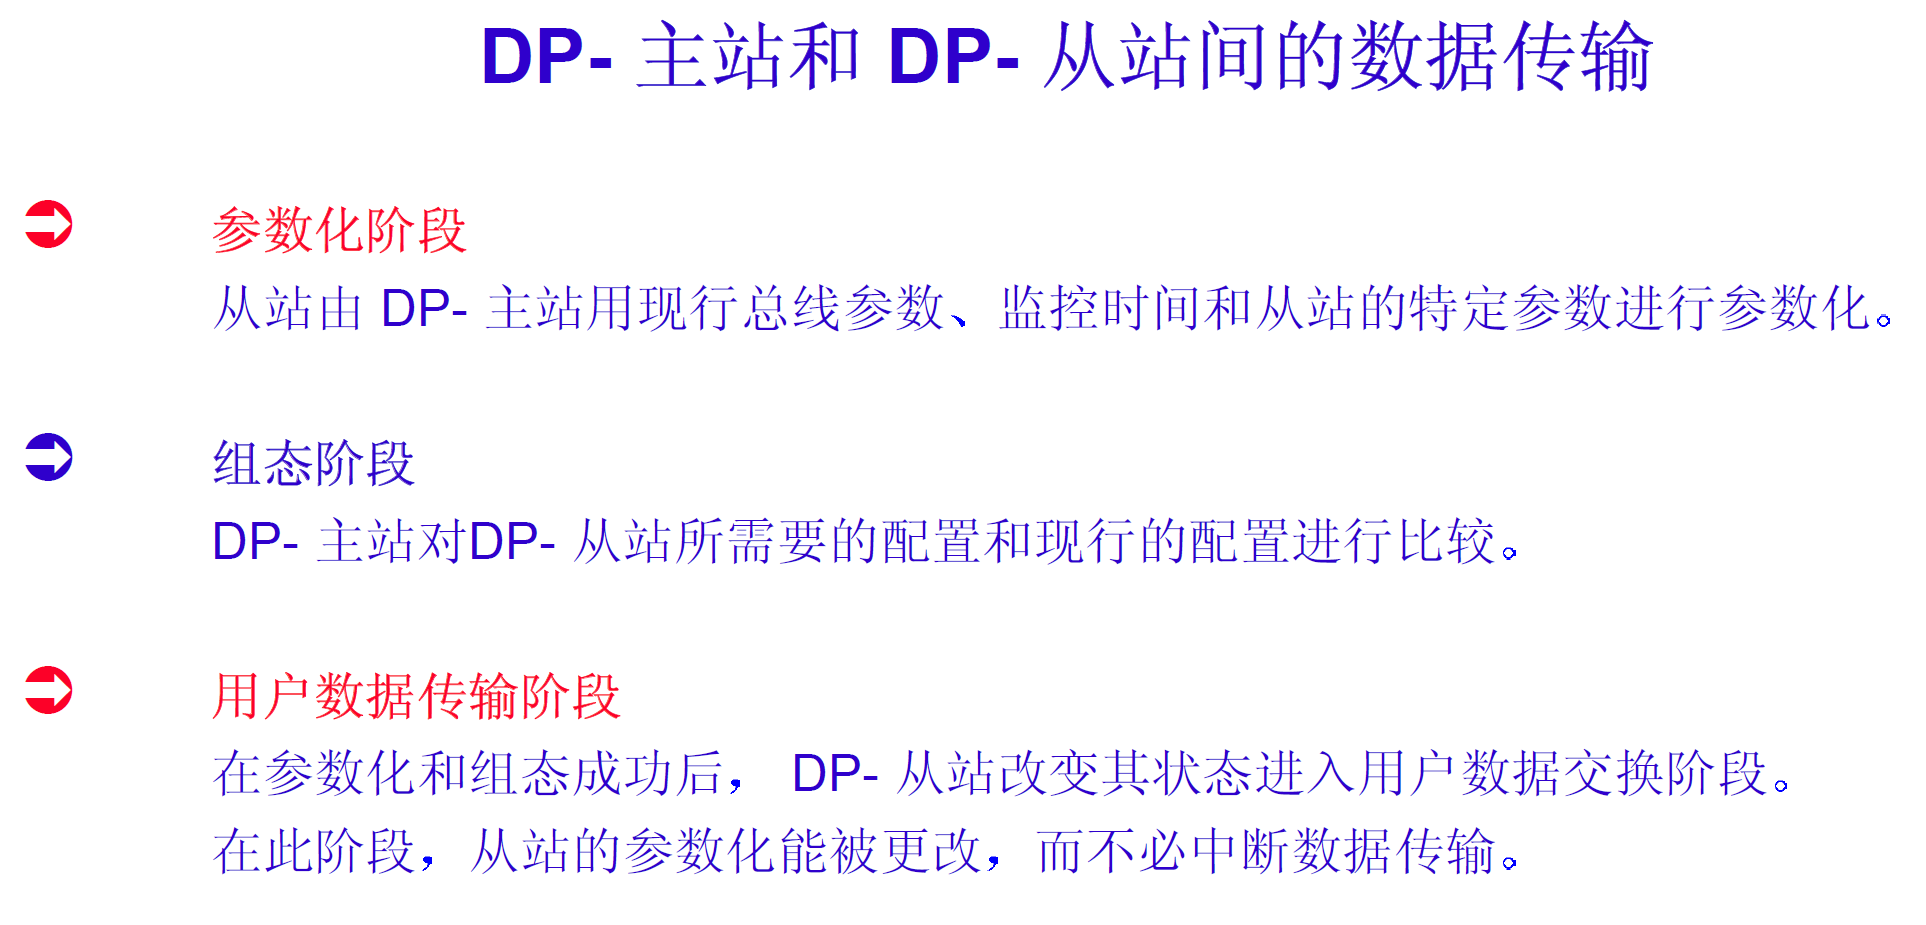 DP- 主站和 DP- 从站间的数据传输
参数化阶段
从站由 DP- 主站用现行总线参数、监控时间和从站的特定参数进行参数化。
组态阶段
DP- 主站对DP- 从站所需要的配置和现行的配置进行比较。
用户数据传输阶段
在参数化和组态成功后， DP- 从站改变其状态进入用户数据交换阶段。
在此阶段，从站的参数化能被更改，而不必中断数据传输。